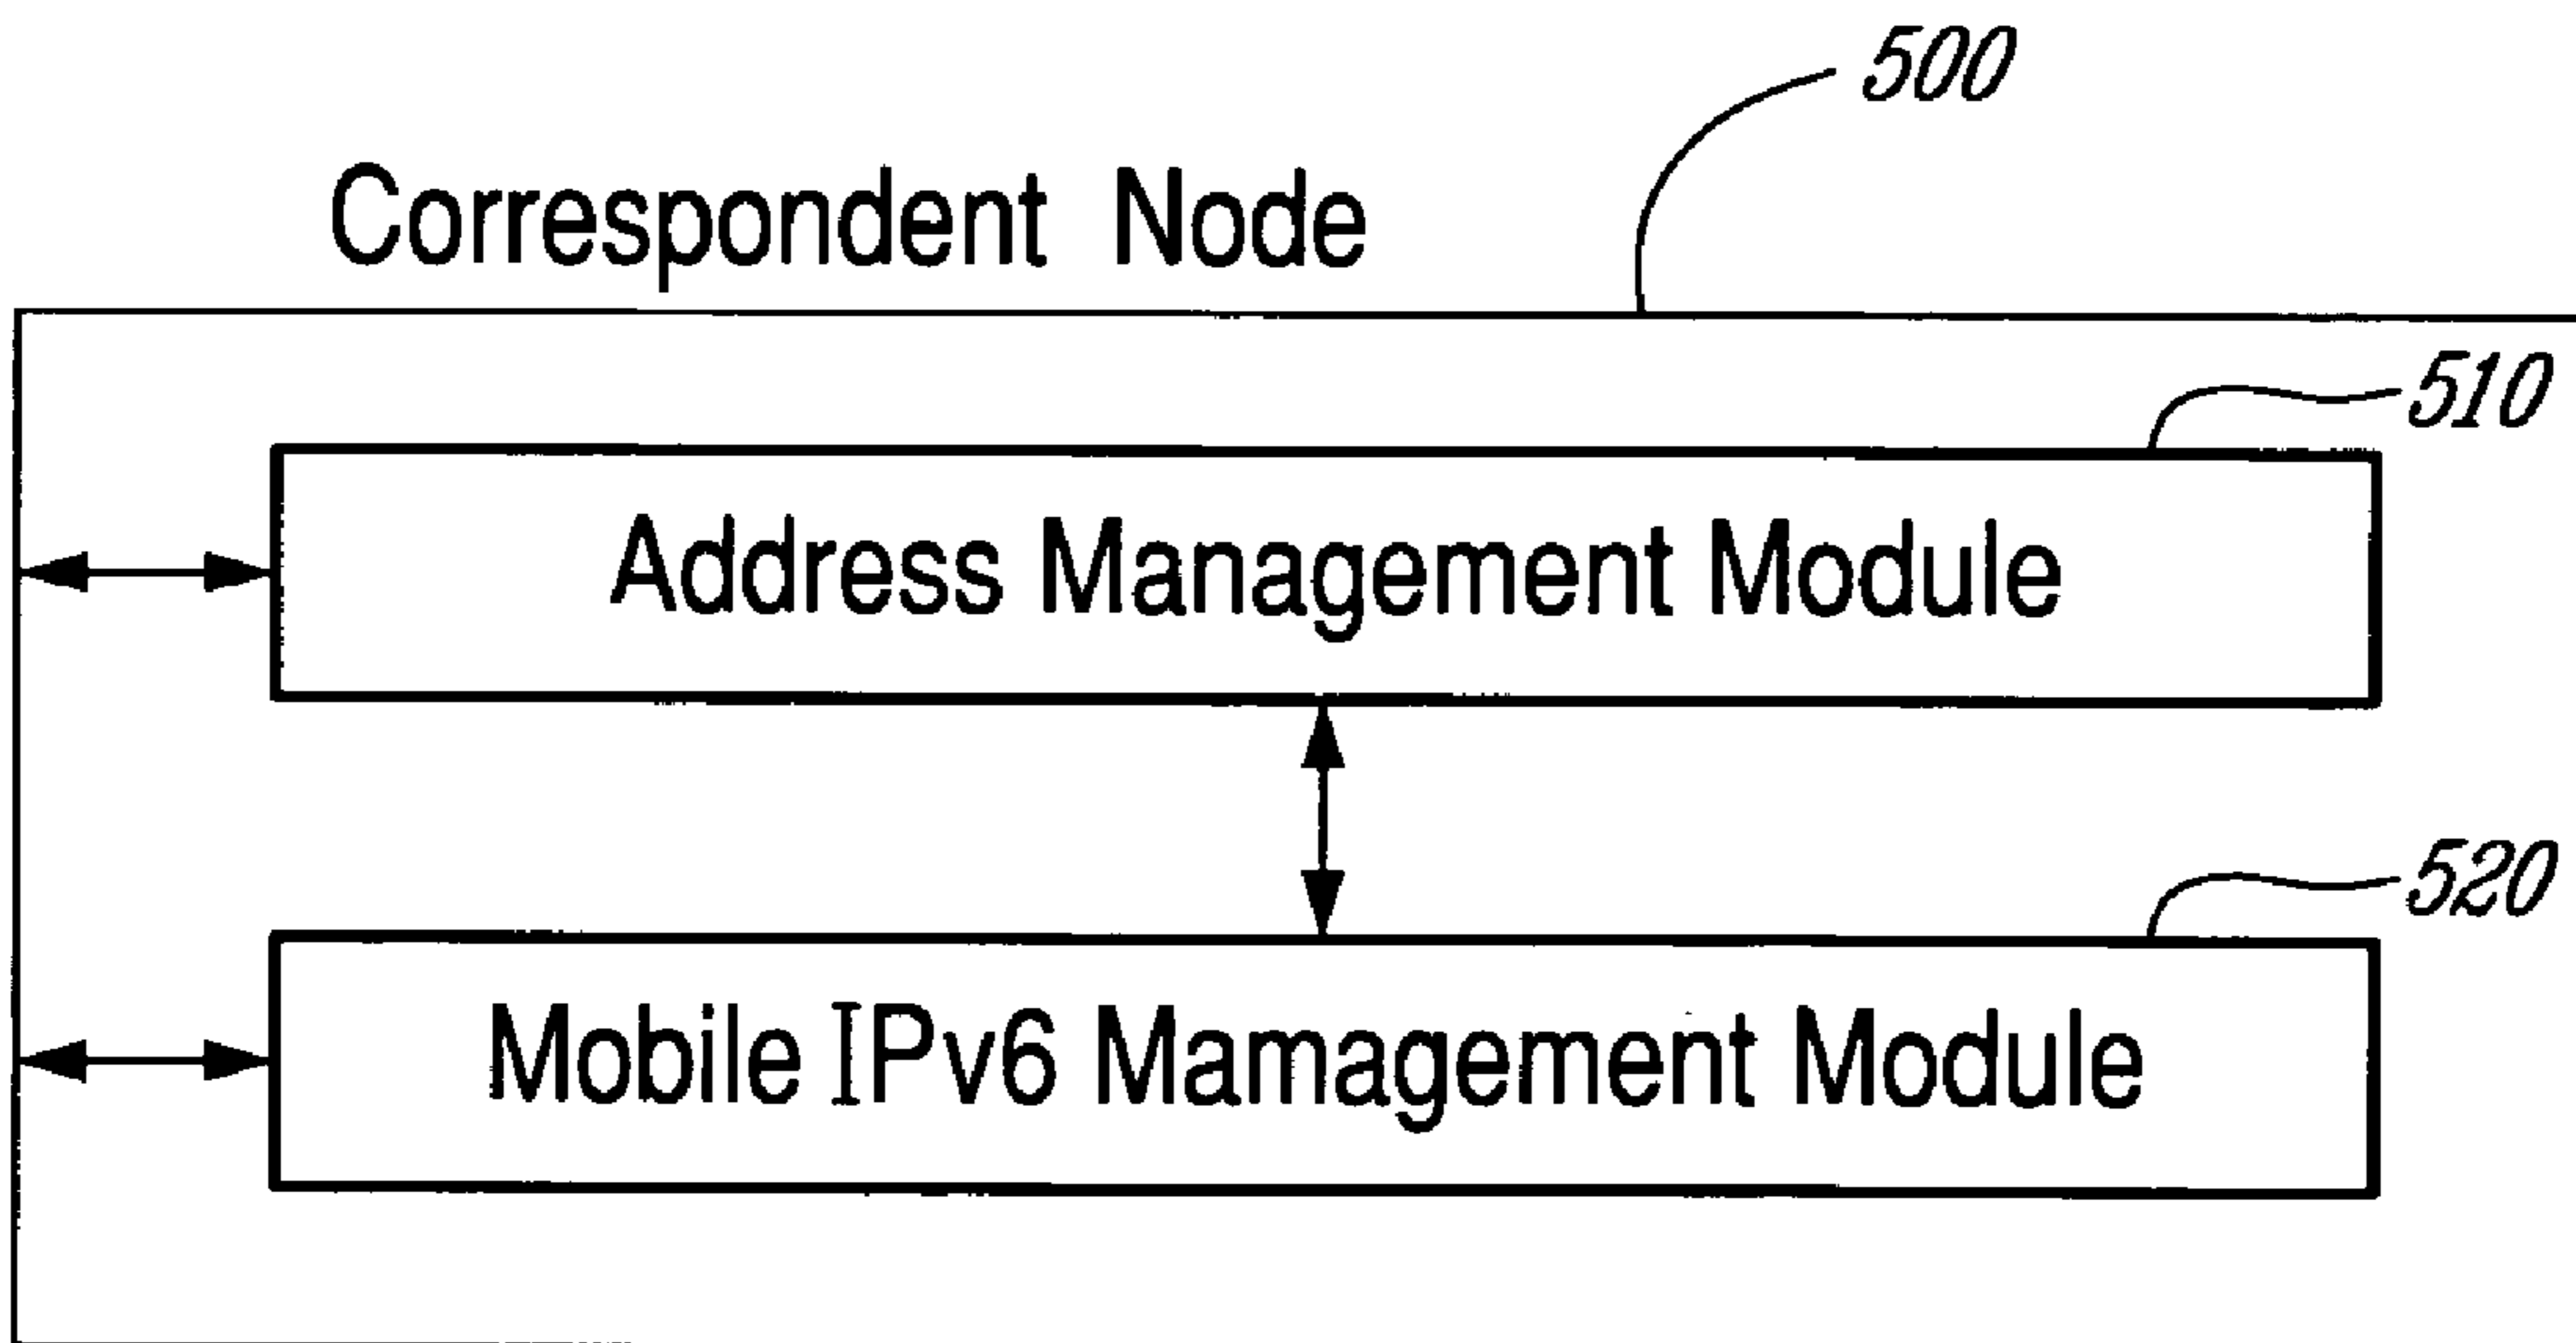 500
Correspondent Node
510
Address Management Module
520
Mobile IPv6 Mamagement Module